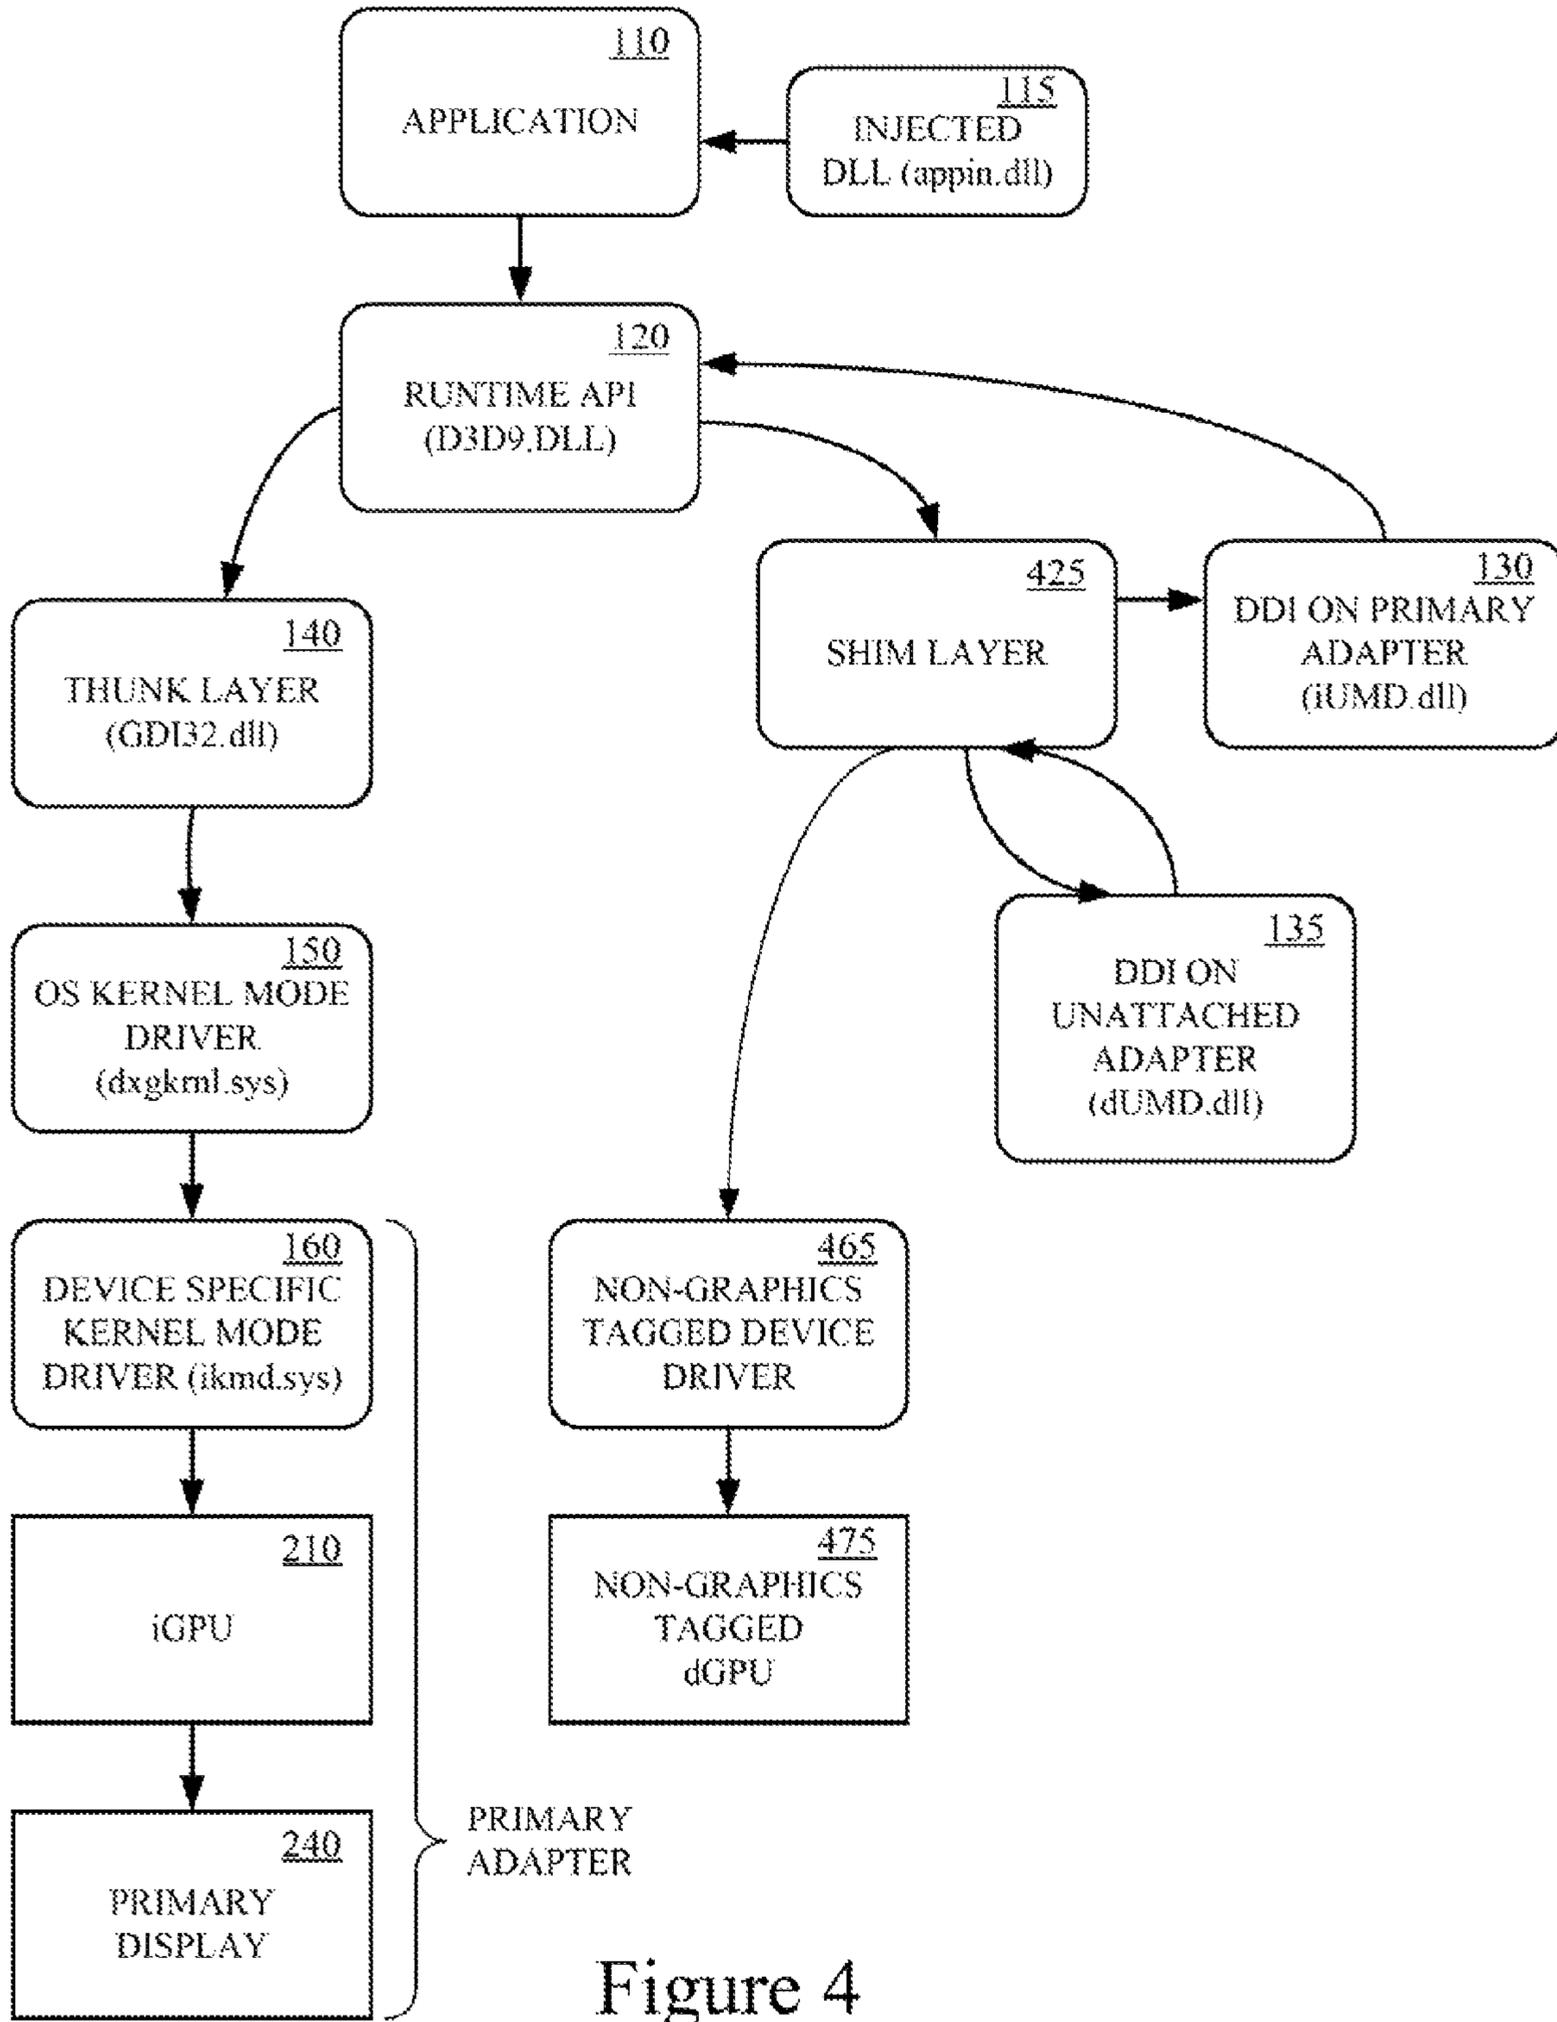 110
APPLICATION
115
INJECTED
DLL (appin.dll)
120
RUNTIME API
(D3D9.DLL)
425
SHIM LAYER
130
DDI ON PRIMARY
ADAPTER
(iUMD.dll)
140
THUNK LAYER
(GDI32.dll)
135
DDI ON
UNATTACHED
ADAPTER
(dUMD.dll)
150
OS KERNEL MODE
DRIVER
(dxgkrnl.sys)
160
DEVICE SPECIFIC
KERNEL MODE
DRIVER (ikmd.sys)
465
NON-GRAPHICS
TAGGED DEVICE
DRIVER
210
iGPU
475
NON-GRAPHICS
TAGGED
dGPU
240
PRIMARY
DISPLAY
PRIMARY
ADAPTER
Figure 4